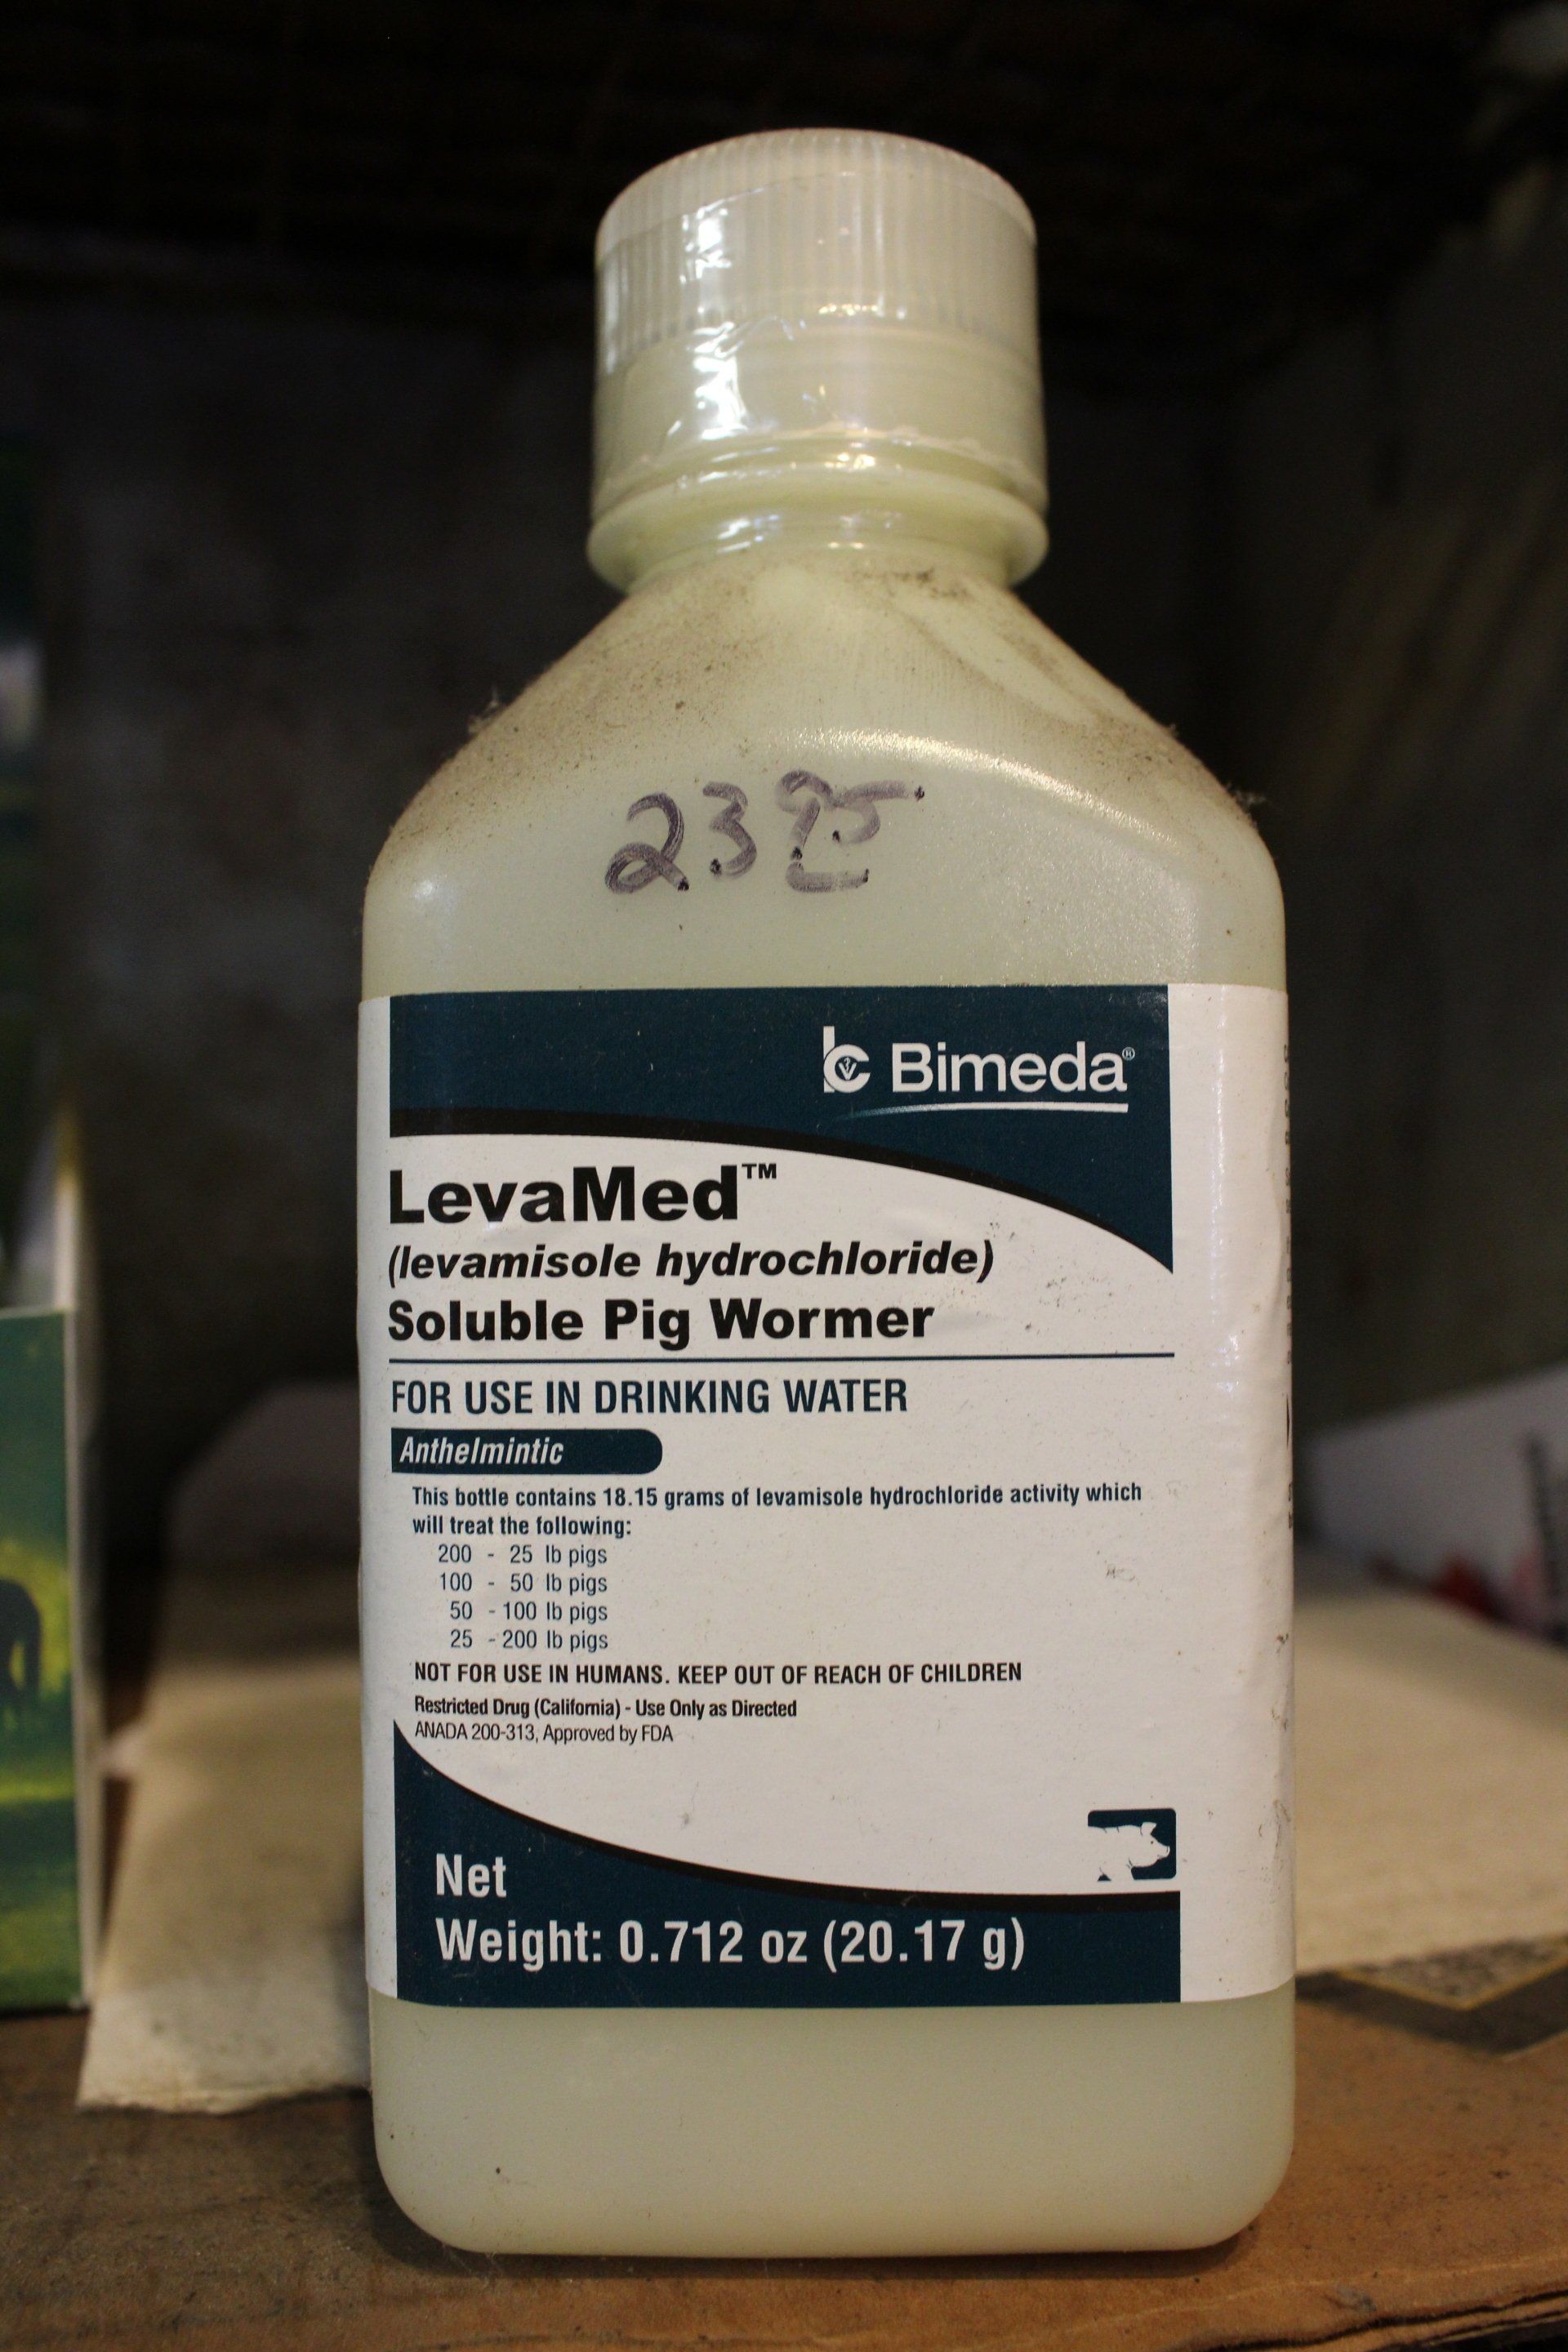 23 95
Bimeda®
LevaMed™
(levamisole hydrochloride)
Soluble Pig Wormer
FOR USE IN DRINKING WATER
Anthelmintic
This bottle contains 18.15 grams of levamisole hydrochloride activity which
will treat the following:
200 - 25 lb pigs
100 - 50 lb pigs
50 - 100 lb pigs
25 - 200 lb pigs
NOT FOR USE IN HUMANS. KEEP OUT OF REACH OF CHILDREN
Restricted Drug (California) - Use Only as Directed
ANADA 200-313, Approved by FDA
Net
Weight: 0.712 oz (20.17 g)